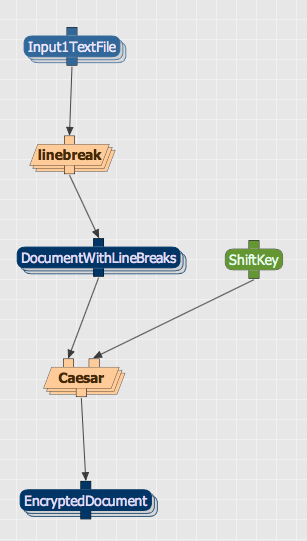 Input1TextFile
linebreak
DocumentWithLineBreaks
ShiftKey
Caesar
EncryptedDocument